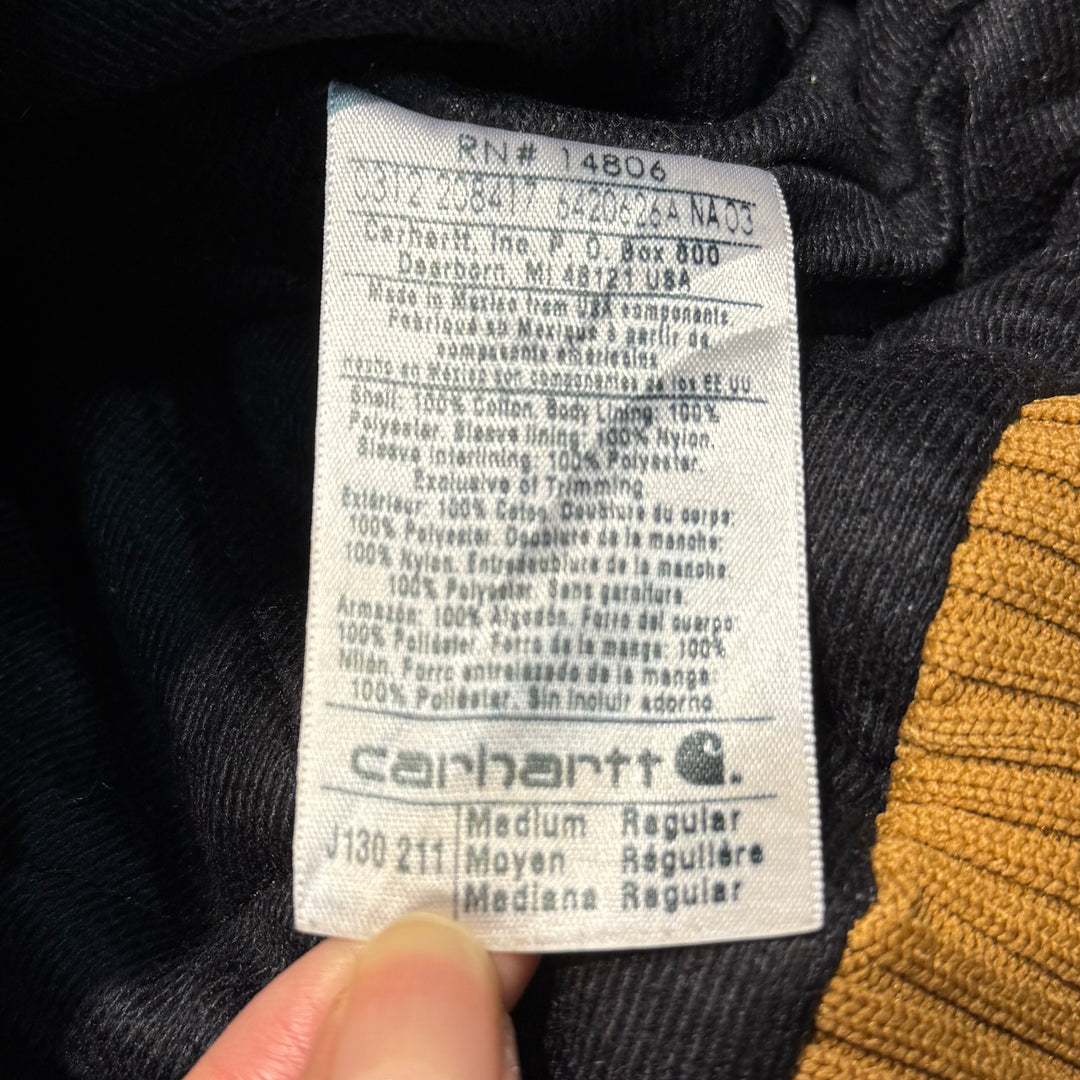 RN# 14806
0312 208417 6420626A NA03
Carhartt, Inc. P.O. Box 600
Dearborn, MI 48121 USA
Made in Mexico from USA components
Fabriqué au Mexique à partir de
composants américains
Hecho en México con componentes de los EE UU
Shell: 100% Cotton. Body Lining: 100%
Polyester. Sleeve lining: 100% Nylon.
Sleeve interlining: 100% Polyester.
Exclusive of Trimming
Extérieur: 100% Coton. Doublure du corps:
100% Polyester. Doublure de la manche:
100% Nylon. Entredoublure de la manche.
100% Polyester. Sans garniture
Armazón: 100% Algodón. Forro del cuerpo
100% Poliester. Forro de la manga: 100%
Nilón. Forro entrelazado de la manga:
100% Poliester. Sin incluir adorno
carhartt
J130 211
Medium Regular
Moyen Régulière
Mediana Regular